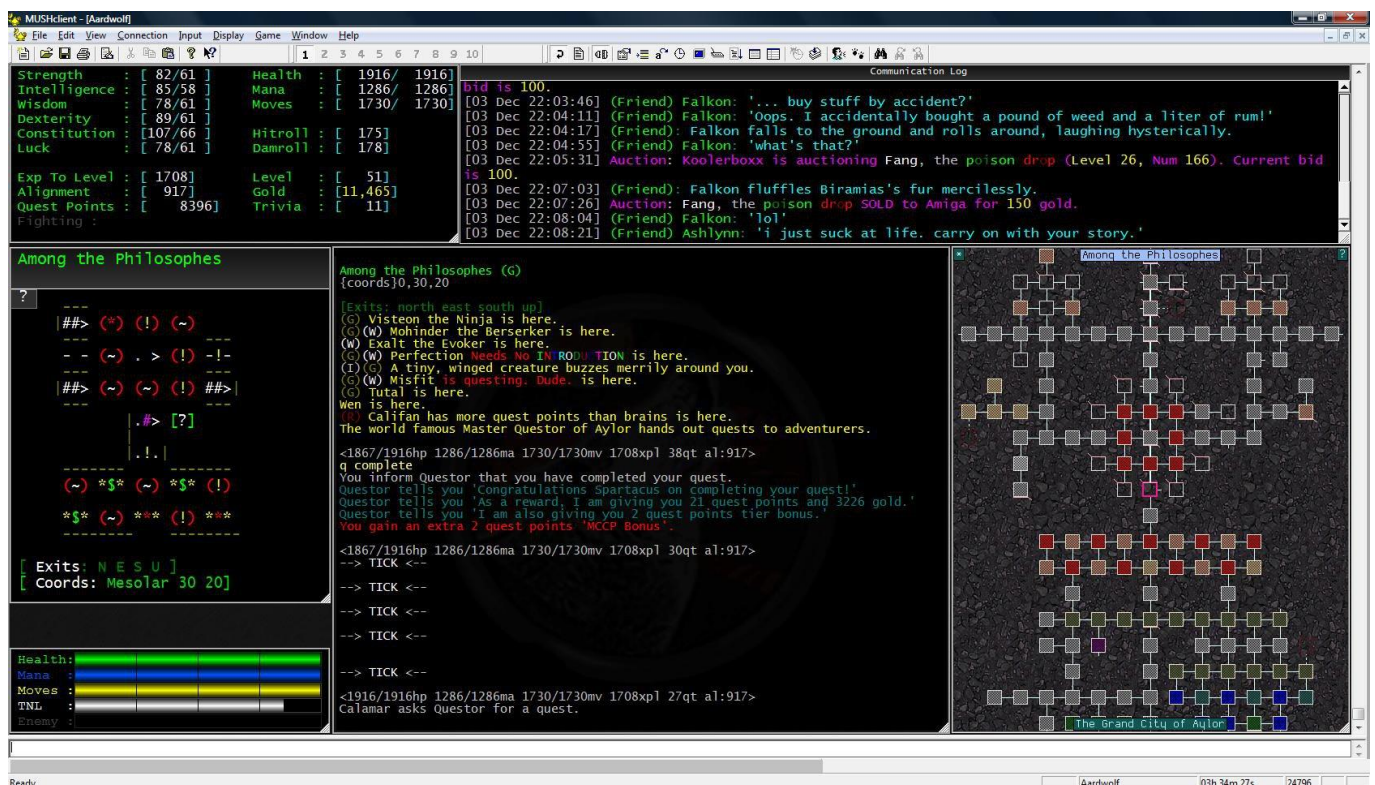 MUSHclient - [Aardwolf]
File Edit View Connection Input Display Game Window Help
1 2 3 4 5 6 7 8 9 10
Strength : [ 82/61 ] Health : [ 1916/ 1916]
Intelligence : [ 85/58 ] Mana : [ 1286/ 1286]
Wisdom : [ 78/61 ] Moves : [ 1730/ 1730]
Dexterity : [ 89/61 ]
Constitution : [107/66 ] Hitroll : [ 175]
Luck : [ 78/61 ] Damroll : [ 178]
Exp To Level : [ 1708] Level : [ 51]
Alignment : [ 917] Gold : [11,465]
Quest Points : [ 8396] Trivia : [ 11]
Fighting :
Communication Log
bid is 100.
[03 Dec 22:03:46] (Friend) Falkon: '... buy stuff by accident?'
[03 Dec 22:04:11] (Friend) Falkon: 'Oops. I accidentally bought a pound of weed and a liter of rum!'
[03 Dec 22:04:17] (Friend): Falkon falls to the ground and rolls around, laughing hysterically.
[03 Dec 22:04:55] (Friend) Falkon: 'what's that?'
[03 Dec 22:05:31] Auction: Koolerboxx is auctioning Fang, the poison drop (Level 26, Num 166). Current bid
is 100.
[03 Dec 22:07:03] (Friend): Falkon fluffles Biramias's fur mercilessly.
[03 Dec 22:07:26] Auction: Fang, the poison drop SOLD to Amiga for 150 gold.
[03 Dec 22:08:04] (Friend) Falkon: 'lol'
[03 Dec 22:08:21] (Friend) Ashlynn: 'i just suck at life. carry on with your story.'
Among the Philosophes
?
---
|##> (*) (!) (~)
--- ---
- - (~) . > (!) -!-
--- ---
|##> (~) (~) (!) ##>|
--- ---
|.#> [?]
|
|.!.|
------- -------
(~) *$* (~) *$* (!)
*$* (~) *** (!) ***
-------- -------
[ Exits: N E S U ]
[ Coords: Mesolar 30 20]
Health:
Mana :
Moves :
TNL :
Enemy :
Among the Philosophes (G)
{coords}0,30,20
[Exits: north east south up]
(G) Visteon the Ninja is here.
(G)(W) Mohinder the Berserker is here.
(W) Exalt the Evoker is here.
(G)(W) Perfection Needs No INTRODU TION is here.
(I)(G) A tiny, winged creature buzzes merrily around you.
(G)(W) Misfit is questing. Dude. is here.
(G) Tutal is here.
Wen is here.
(R) Califan has more quest points than brains is here.
The world famous Master Questor of Aylor hands out quests to adventurers.
<1867/1916hp 1286/1286ma 1730/1730mv 1708xpl 38qt al:917>
q complete
You inform Questor that you have completed your quest.
Questor tells you 'Congratulations Spartacus on completing your quest!'
Questor tells you 'As a reward, I am giving you 21 quest points and 3226 gold.'
Questor tells you 'I am also giving you 2 quest points tier bonus.'
You gain an extra 2 quest points 'MCCP Bonus'.
<1867/1916hp 1286/1286ma 1730/1730mv 1708xpl 30qt al:917>
--> TICK <--
--> TICK <--
--> TICK <--
--> TICK <--
<1916/1916hp 1286/1286ma 1730/1730mv 1708xpl 27qt al:917>
Calamar asks Questor for a quest.
* Among the Philosophes ?
The Grand City of Aylor
Ready
Aardwolf 03h 34m 27s 24796